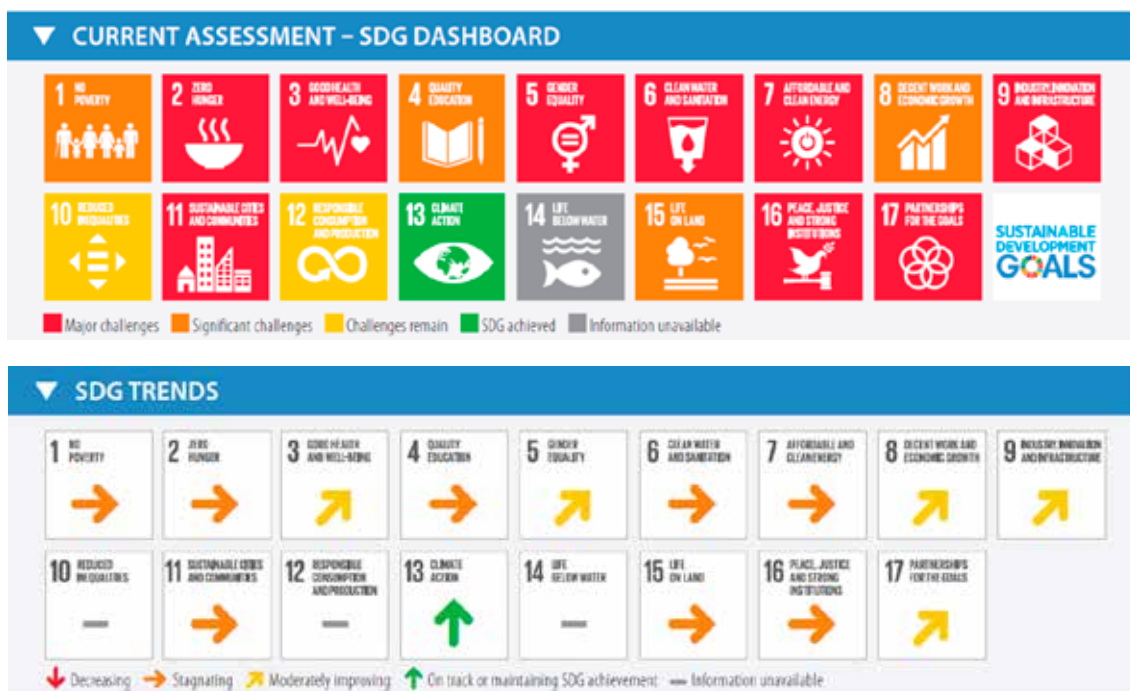 CURRENT ASSESSMENT – SDG DASHBOARD
1 NO POVERTY
2 ZERO HUNGER
3 GOOD HEALTH AND WELL-BEING
4 QUALITY EDUCATION
5 GENDER EQUALITY
6 CLEAN WATER AND SANITATION
7 AFFORDABLE AND CLEAN ENERGY
8 DECENT WORK AND ECONOMIC GROWTH
9 INDUSTRY, INNOVATION AND INFRASTRUCTURE
10 REDUCED INEQUALITIES
11 SUSTAINABLE CITIES AND COMMUNITIES
12 RESPONSIBLE CONSUMPTION AND PRODUCTION
13 CLIMATE ACTION
14 LIFE BELOW WATER
15 LIFE ON LAND
16 PEACE, JUSTICE AND STRONG INSTITUTIONS
17 PARTNERSHIPS FOR THE GOALS
SUSTAINABLE
DEVELOPMENT
GOALS
Major challenges Significant challenges Challenges remain SDG achieved Information unavailable
SDG TRENDS
1 NO POVERTY
2 ZERO HUNGER
3 GOOD HEALTH AND WELL-BEING
4 QUALITY EDUCATION
5 GENDER EQUALITY
6 CLEAN WATER AND SANITATION
7 AFFORDABLE AND CLEAN ENERGY
8 DECENT WORK AND ECONOMIC GROWTH
9 INDUSTRY, INNOVATION AND INFRASTRUCTURE
10 REDUCED INEQUALITIES
11 SUSTAINABLE CITIES AND COMMUNITIES
12 RESPONSIBLE CONSUMPTION AND PRODUCTION
13 CLIMATE ACTION
14 LIFE BELOW WATER
15 LIFE ON LAND
16 PEACE, JUSTICE AND STRONG INSTITUTIONS
17 PARTNERSHIPS FOR THE GOALS
Decreasing Stagnating Moderately improving On track or maintaining SDG achievement Information unavailable